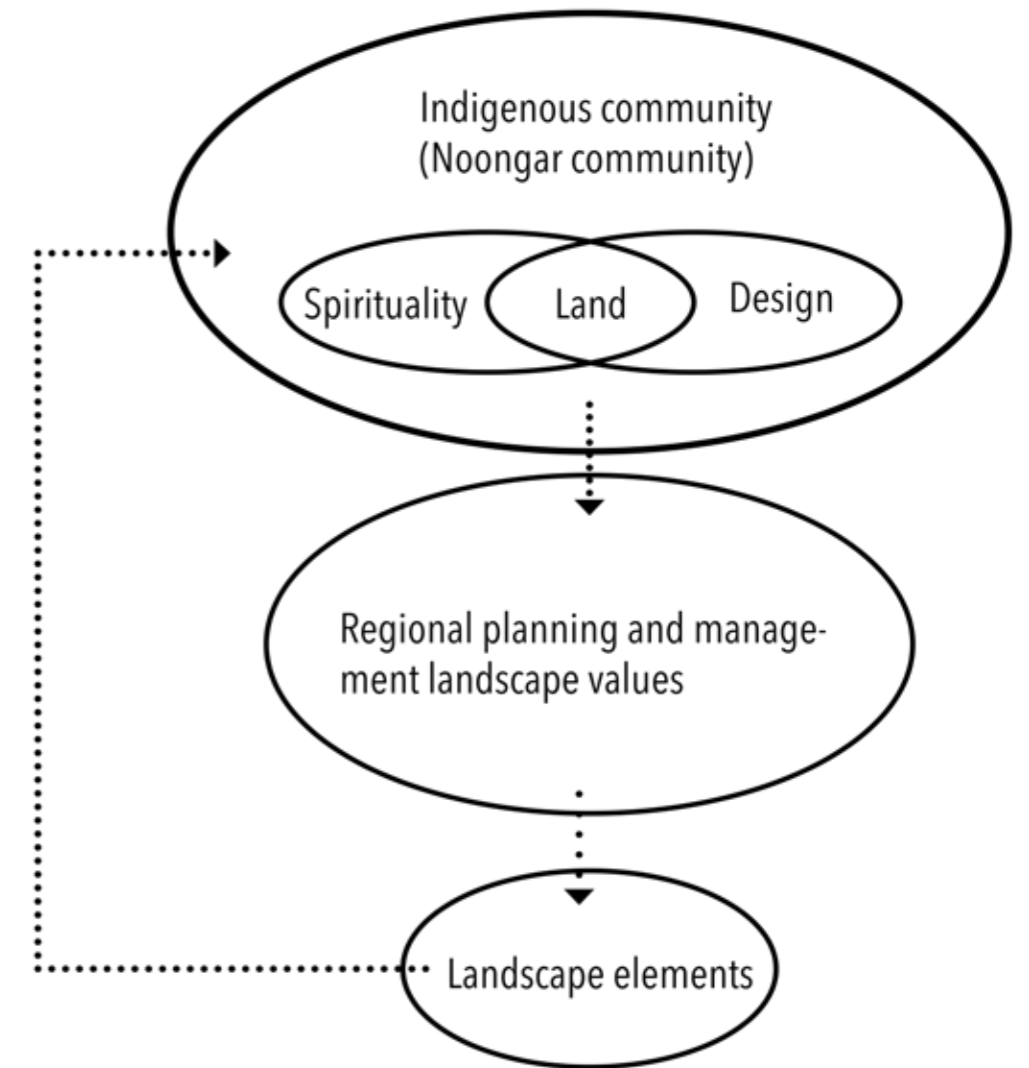 Indigenous community
(Noongar community)
Spirituality
Land
Design
Regional planning and manage-
ment landscape values
Landscape elements